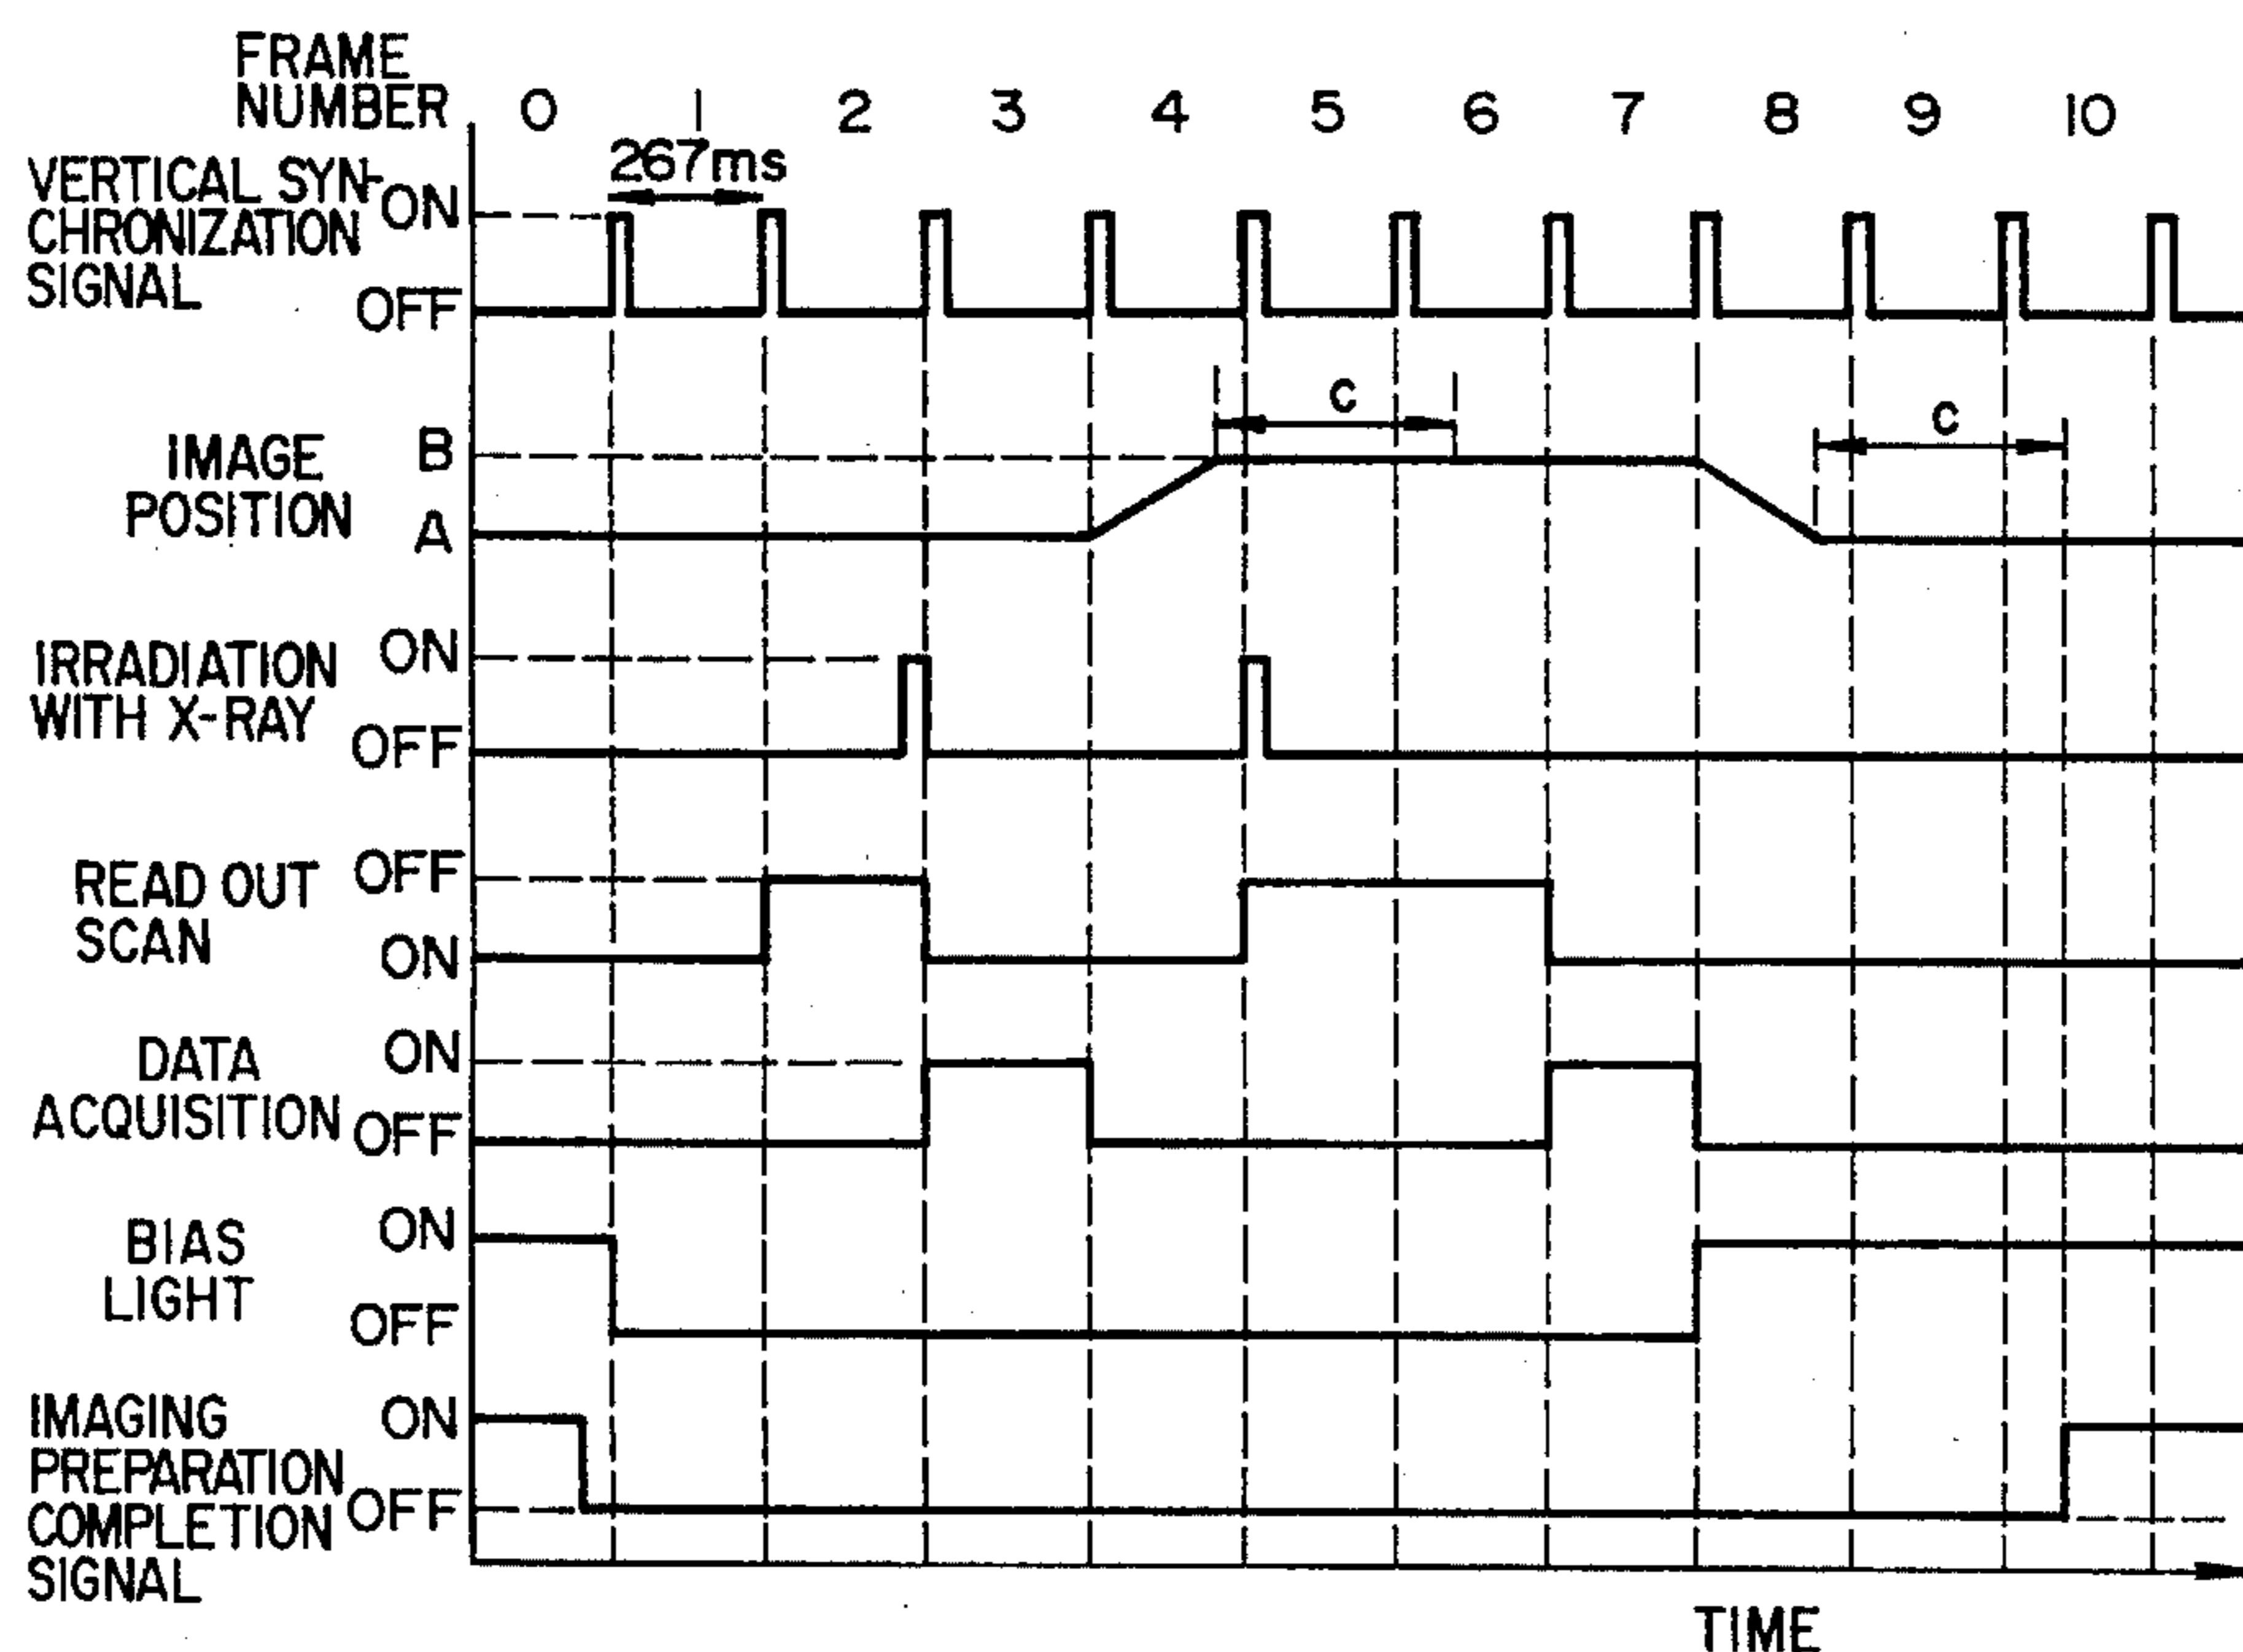 FRAME
NUMBER 0 1 2 3 4 5 6 7 8 9 10
267ms
VERTICAL SYN-
CHRONIZATION
SIGNAL
ON
OFF
C
C
IMAGE
POSITION
B
A
IRRADIATION
WITH X-RAY
ON
OFF
READ OUT
SCAN
OFF
ON
DATA
ACQUISITION
ON
OFF
BIAS
LIGHT
ON
OFF
IMAGING
PREPARATION
COMPLETION
SIGNAL
ON
OFF
TIME